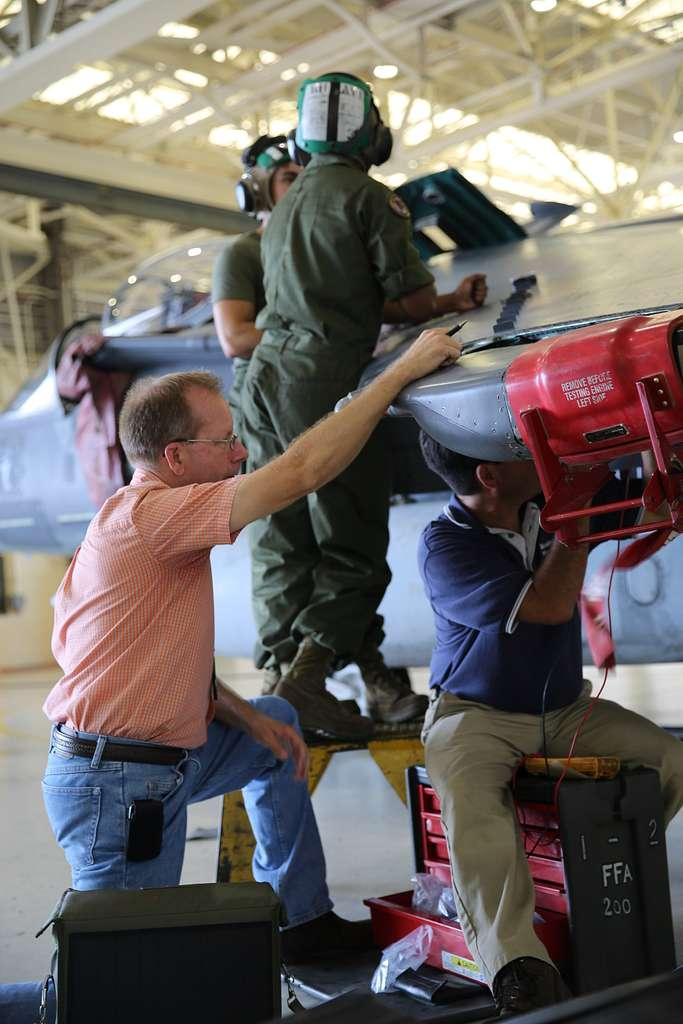 REMOVE BEFORE
TESTING ENGINE
LEFT SIDE
1 - 2
FFA
200